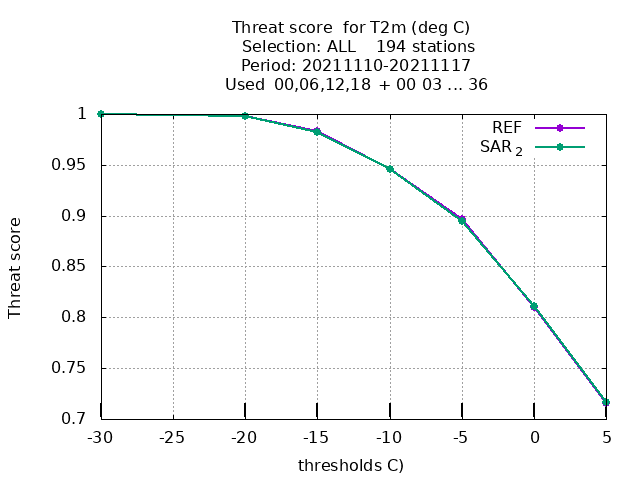 Threat score for T2m (deg C)
Selection: ALL 194 stations
Period: 20211110-20211117
Used 00,06,12,18 + 00 03 ... 36
REF
SAR 2
1
0.95
0.9
0.85
0.8
0.75
0.7
Threat score
-30 -25 -20 -15 -10 -5 0 5
thresholds C)